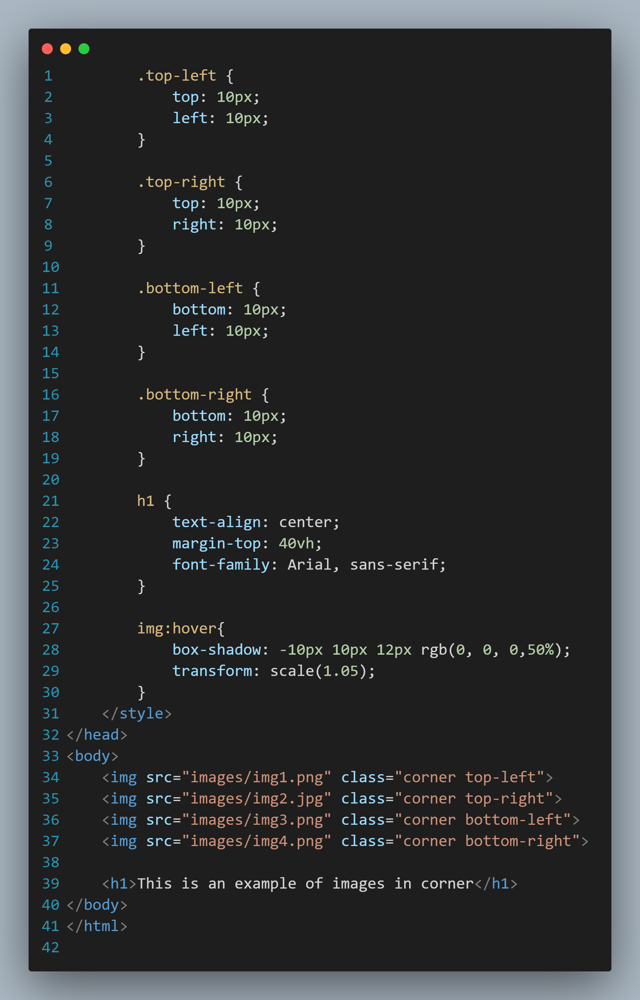 1 .top-left {
2 top: 10px;
3 left: 10px;
4 }
5
6 .top-right {
7 top: 10px;
8 right: 10px;
9 }
10
11 .bottom-left {
12 bottom: 10px;
13 left: 10px;
14 }
15
16 .bottom-right {
17 bottom: 10px;
18 right: 10px;
19 }
20
21 h1 {
22 text-align: center;
23 margin-top: 40vh;
24 font-family: Arial, sans-serif;
25 }
26
27 img:hover{
28 box-shadow: -10px 10px 12px rgb(0, 0, 0,50%);
29 transform: scale(1.05);
30 }
31 </style>
32 </head>
33 <body>
34 <img src="images/img1.png" class="corner top-left">
35 <img src="images/img2.jpg" class="corner top-right">
36 <img src="images/img3.png" class="corner bottom-left">
37 <img src="images/img4.png" class="corner bottom-right">
38
39 <h1>This is an example of images in corner</h1>
40 </body>
41 </html>
42